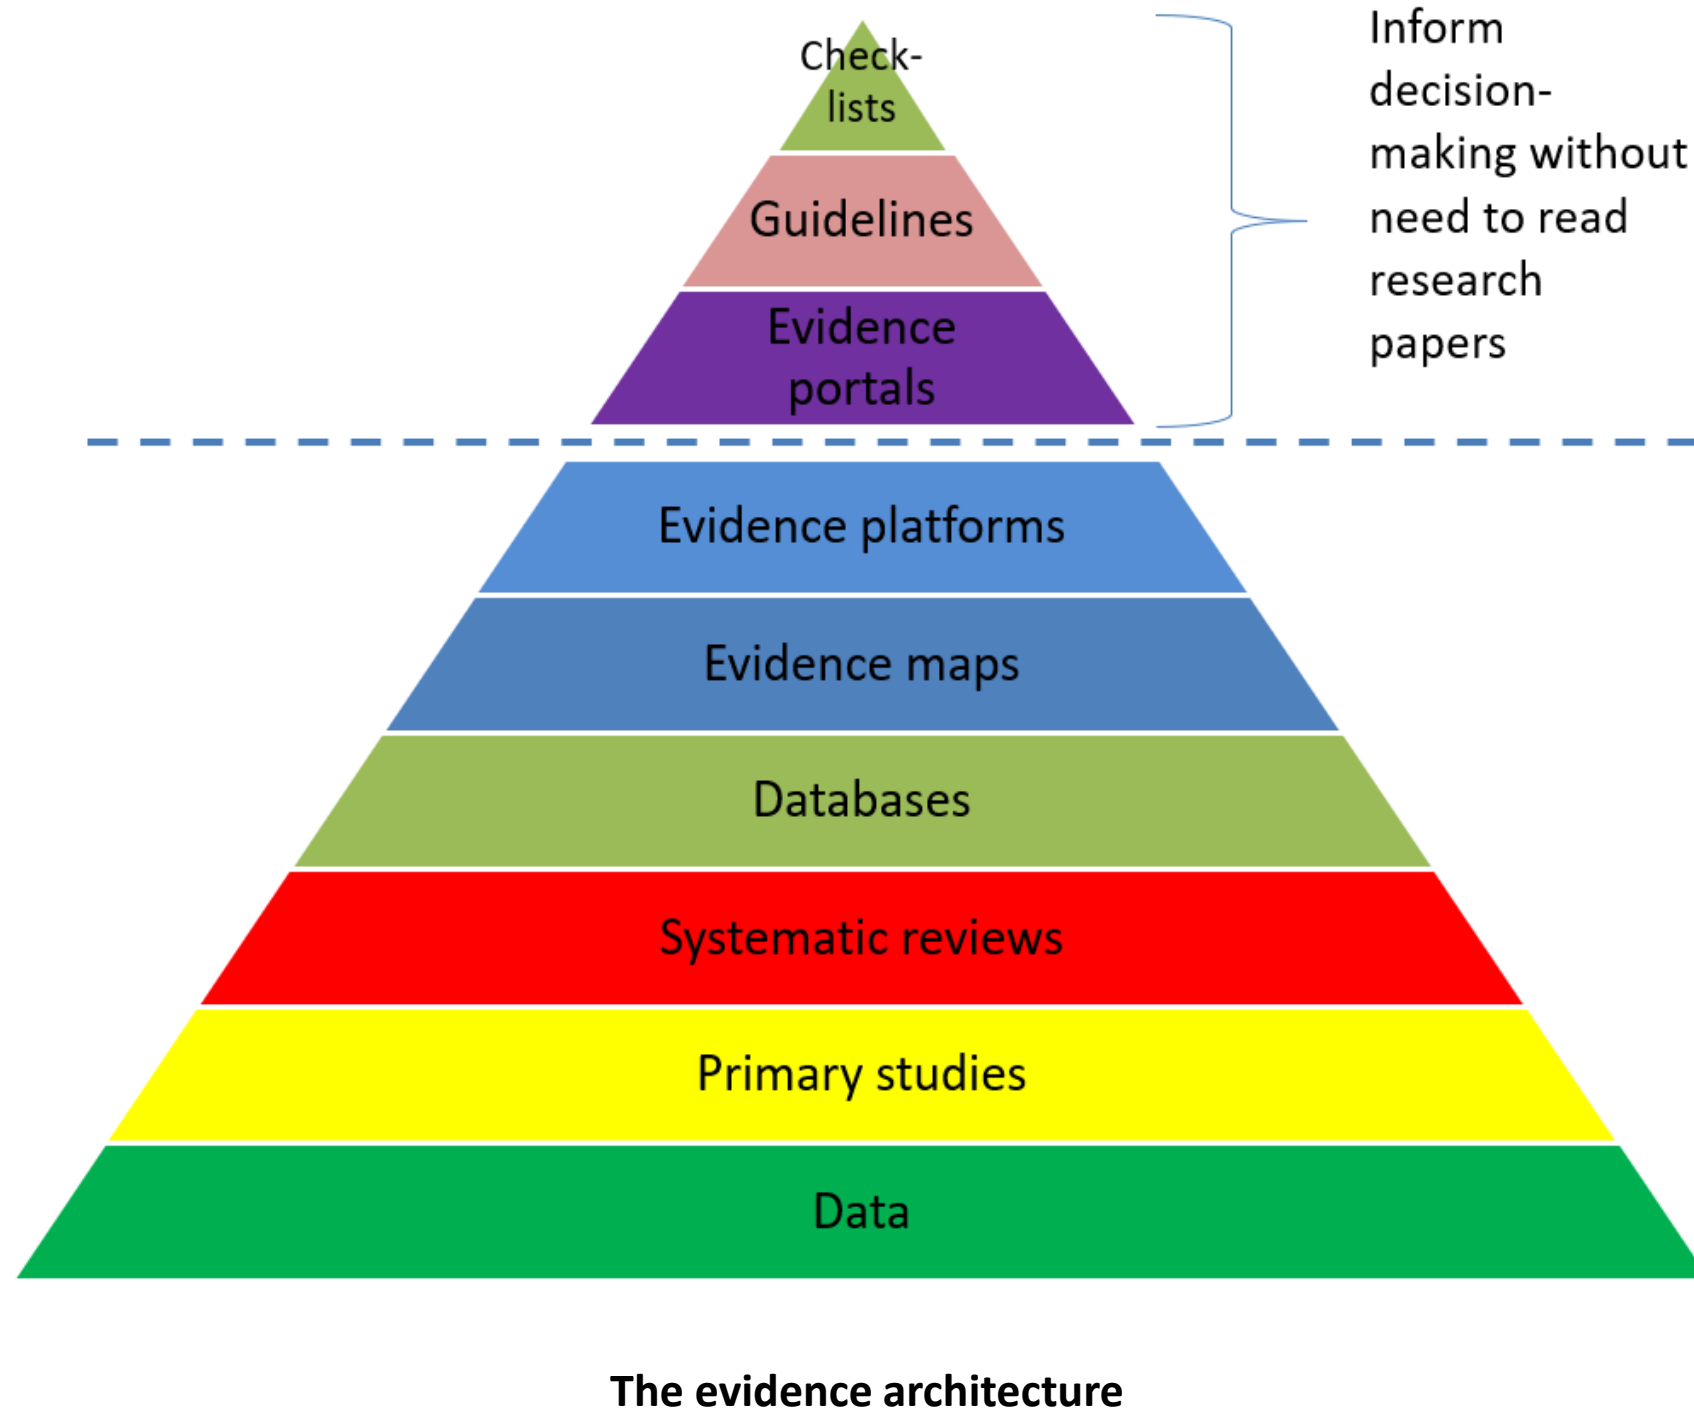 Check-
lists
Guidelines
Evidence
portals
Inform
decision-
making without
need to read
research
papers
Evidence platforms
Evidence maps
Databases
Systematic reviews
Primary studies
Data
The evidence architecture